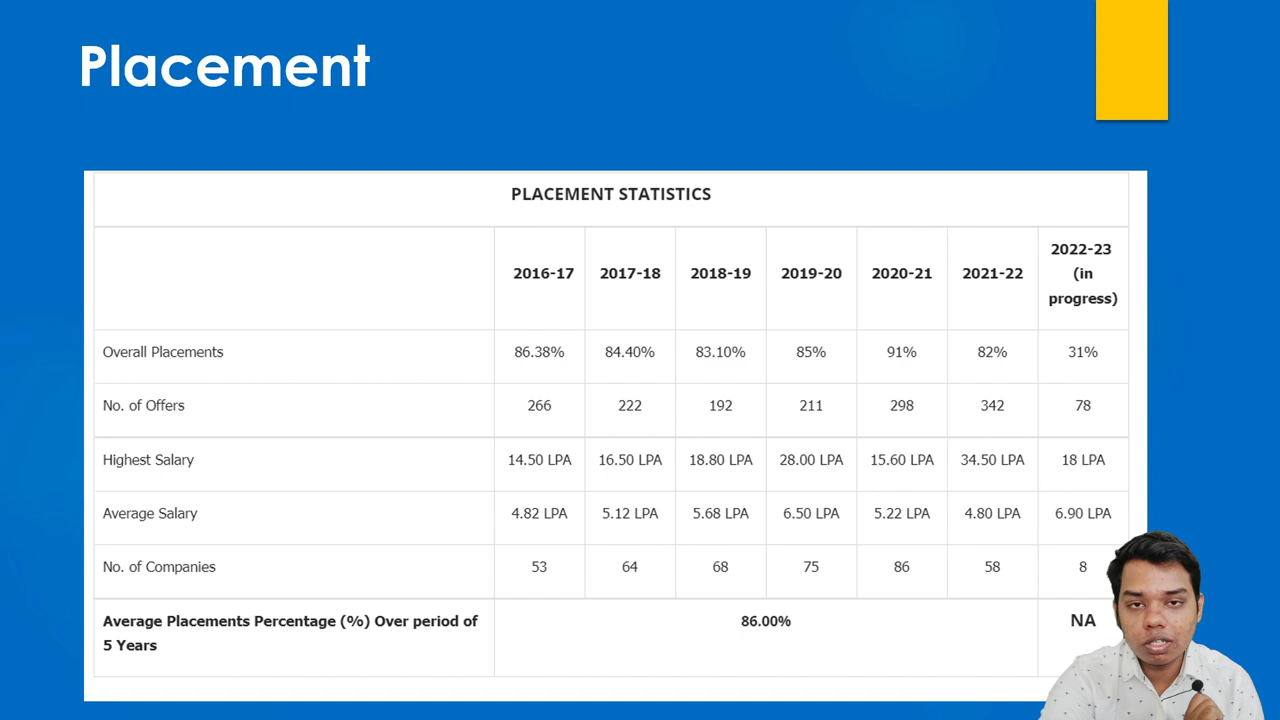 Placement
PLACEMENT STATISTICS
2016-17 2017-18 2018-19 2019-20 2020-21 2021-22 2022-23
(in
progress)
Overall Placements 86.38% 84.40% 83.10% 85% 91% 82% 31%
No. of Offers 266 222 192 211 298 342 78
Highest Salary 14.50 LPA 16.50 LPA 18.80 LPA 28.00 LPA 15.60 LPA 34.50 LPA 18 LPA
Average Salary 4.82 LPA 5.12 LPA 5.68 LPA 6.50 LPA 5.22 LPA 4.80 LPA 6.90 LPA
No. of Companies 53 64 68 75 86 58 8
Average Placements Percentage (%) Over period of 86.00% NA
5 Years